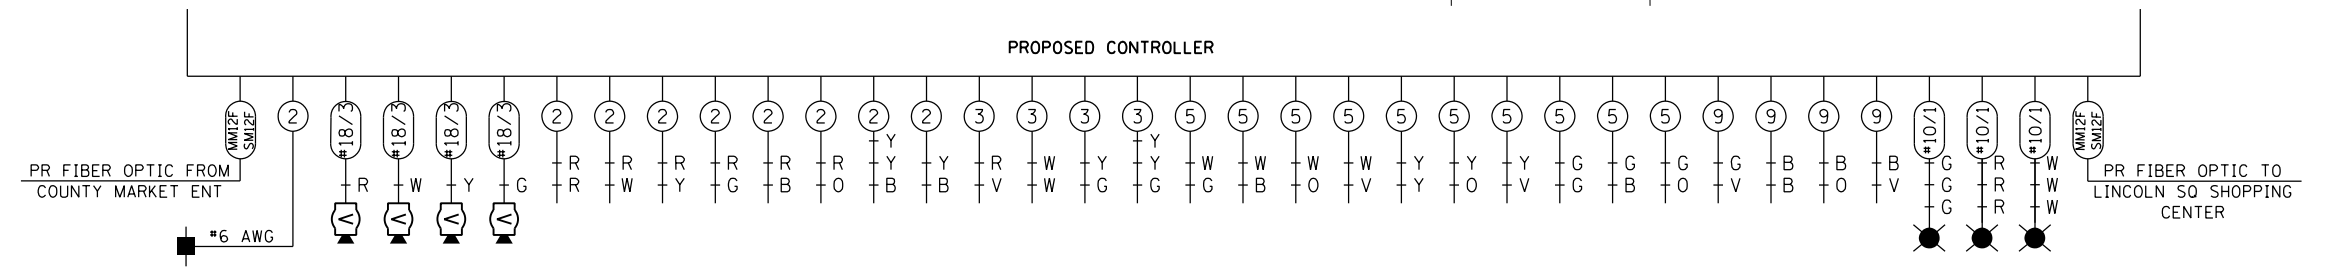 PROPOSED CONTROLLER
MM12F SM12F 2 #18/3 #18/3 #18/3 #18/3 2 2 2 2 2 2 2 2 3 3 3 3 5 5 5 5 5 5 5 5 5 5 9 9 9 9 #10/1 #10/1 #10/1 MM12F SM12F
Y Y
R R R R R R Y Y R W Y Y W W W W Y Y Y G G G G B B B G R W
R W Y G R W Y G B O B B V W G G G B O V Y O V G B O V B O V G R W
G R W
V V V V
PR FIBER OPTIC FROM
COUNTY MARKET ENT
#6 AWG
PR FIBER OPTIC TO
LINCOLN SQ SHOPPING
CENTER